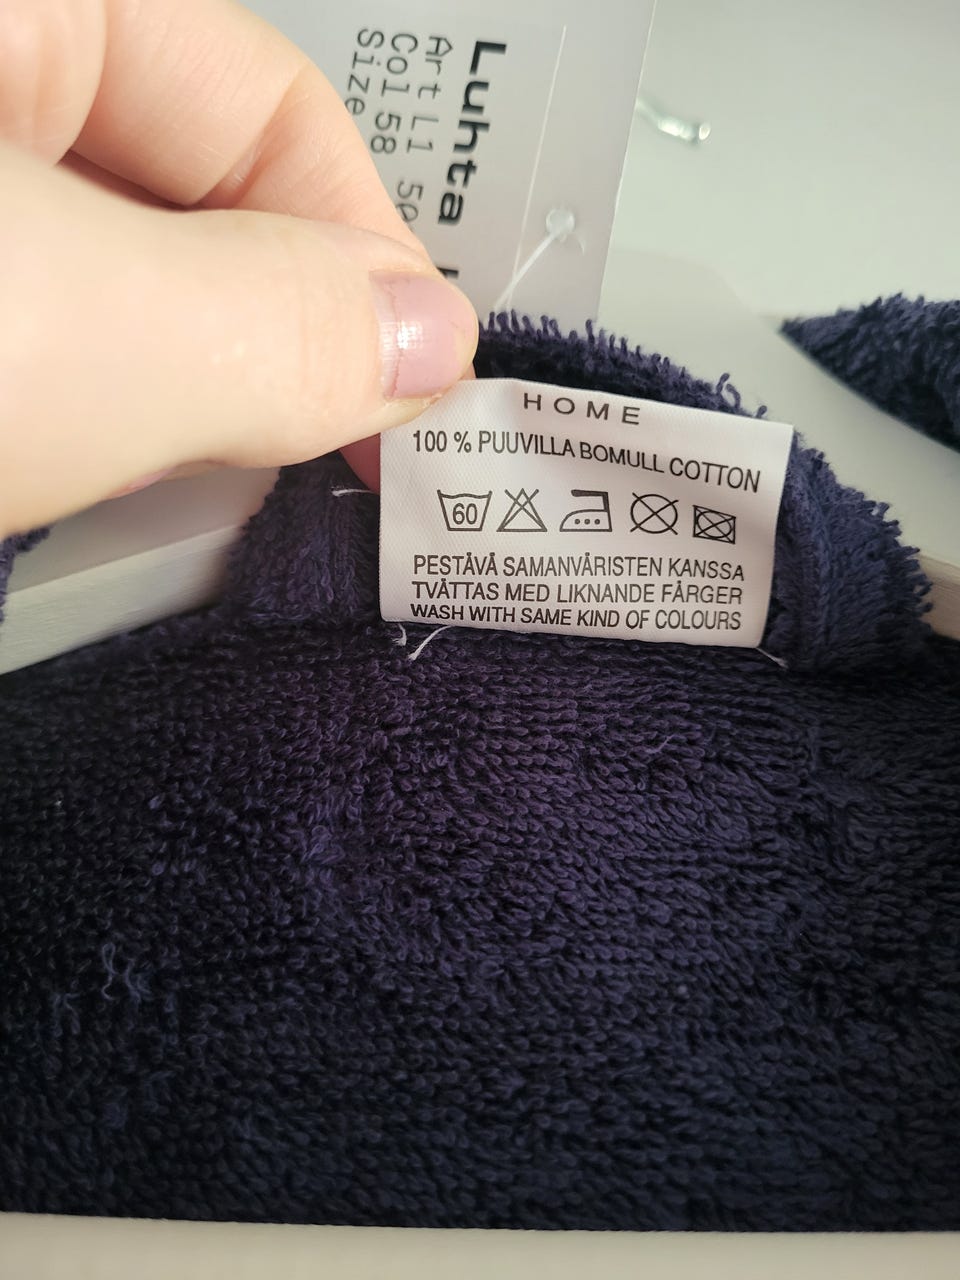 Luhta
Art L1
Col 58
Size
HOME
100 % PUUVILLA BOMULL COTTON
60
PESTÄVÄ SAMANVÄRISTEN KANSSA
TVÄTTAS MED LIKNANDE FÄRGER
WASH WITH SAME KIND OF COLOURS